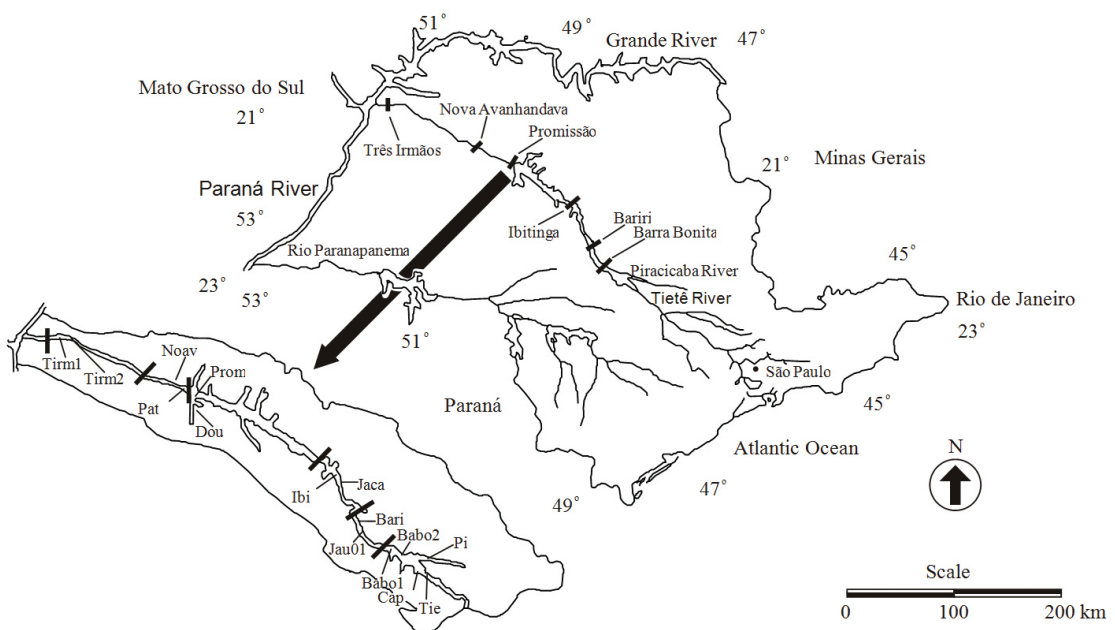 51°
49°
Grande River
47°
Mato Grosso do Sul
21°
Nova Avanhandava
Promissão
Três Irmãos
21°
Minas Gerais
Paraná River
53°
Ibitinga
Bariri
Barra Bonita
Rio Paranapanema
Piracicaba River
45°
23°
53°
Tietê River
Rio de Janeiro
23°
51°
Tirm1
Tirm2
Noav
Prom
São Paulo
Pat
Paraná
45°
Dou
Atlantic Ocean
N
Ibi
Jaca
47°
49°
Bari
Jau01
Babo2
Pi
Babo1
Cap
Tie
Scale
0
100
200 km